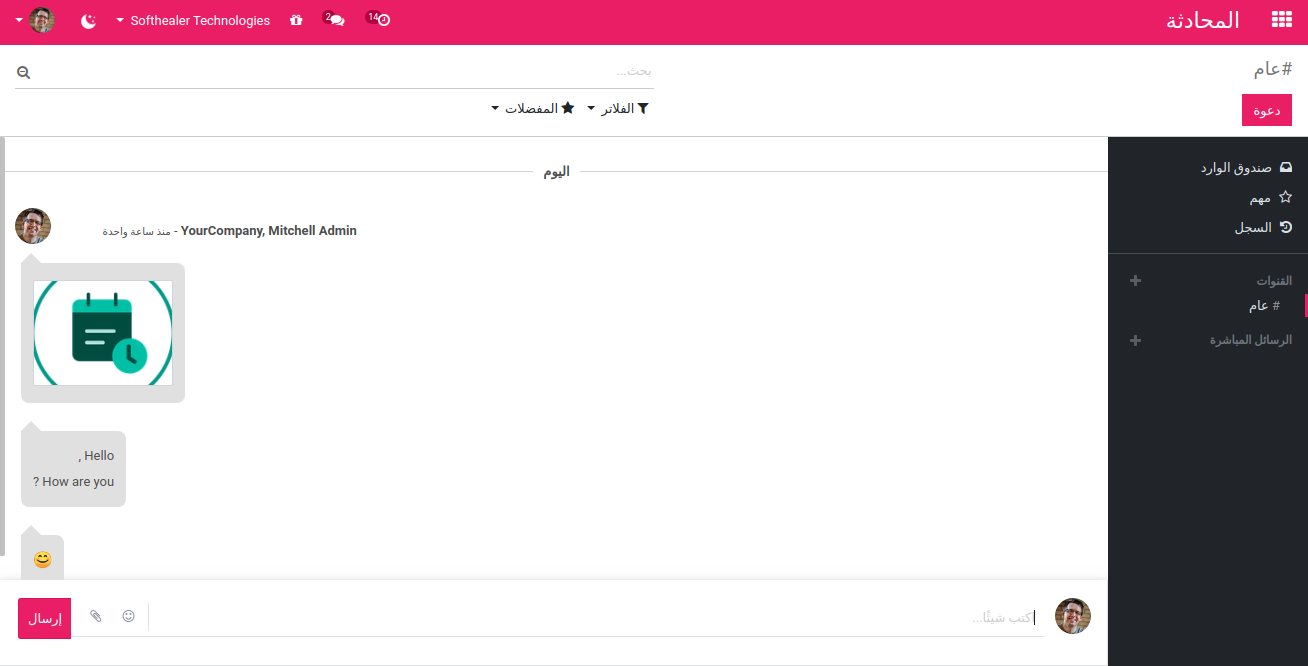 المحادثة
14
2
Softhealer Technologies
#عام
بحث...
دعوة
الفلاتر
المفضلات
صندوق الوارد
مهم
السجل
القنوات
# عام
الرسائل المباشرة
اليوم
YourCompany, Mitchell Admin - منذ ساعة واحدة
, Hello
? How are you
اكتب شيئًا...
إرسال